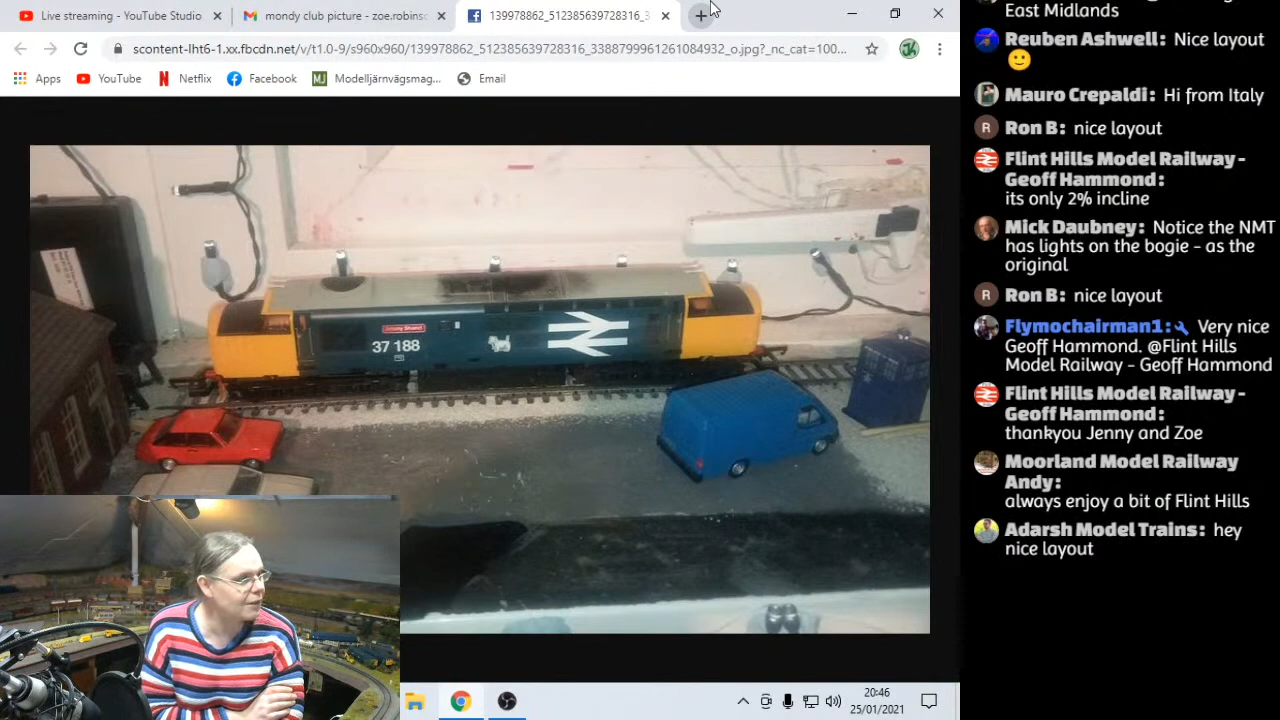 Live streaming - YouTube Studio
mondy club picture - zoe.robinso
139978862_512385639728316_3
scontent-lht6-1.xx.fbcdn.net/v/t1.0-9/s960x960/139978862_512385639728316_3388799961261084932_o.jpg?_nc_cat=100...
Apps YouTube Netflix Facebook MJ Modelljärnvägsmag... Email
37 188
20:46
25/01/2021
East Midlands
Reuben Ashwell: Nice layout
Mauro Crepaldi: Hi from Italy
R Ron B: nice layout
Flint Hills Model Railway -
Geoff Hammond:
its only 2% incline
Mick Daubney: Notice the NMT
has lights on the bogie - as the
original
R Ron B: nice layout
Flymochairman1: Very nice
Geoff Hammond. @Flint Hills
Model Railway - Geoff Hammond
Flint Hills Model Railway -
Geoff Hammond:
thankyou Jenny and Zoe
Moorland Model Railway
Andy:
always enjoy a bit of Flint Hills
Adarsh Model Trains: hey
nice layout